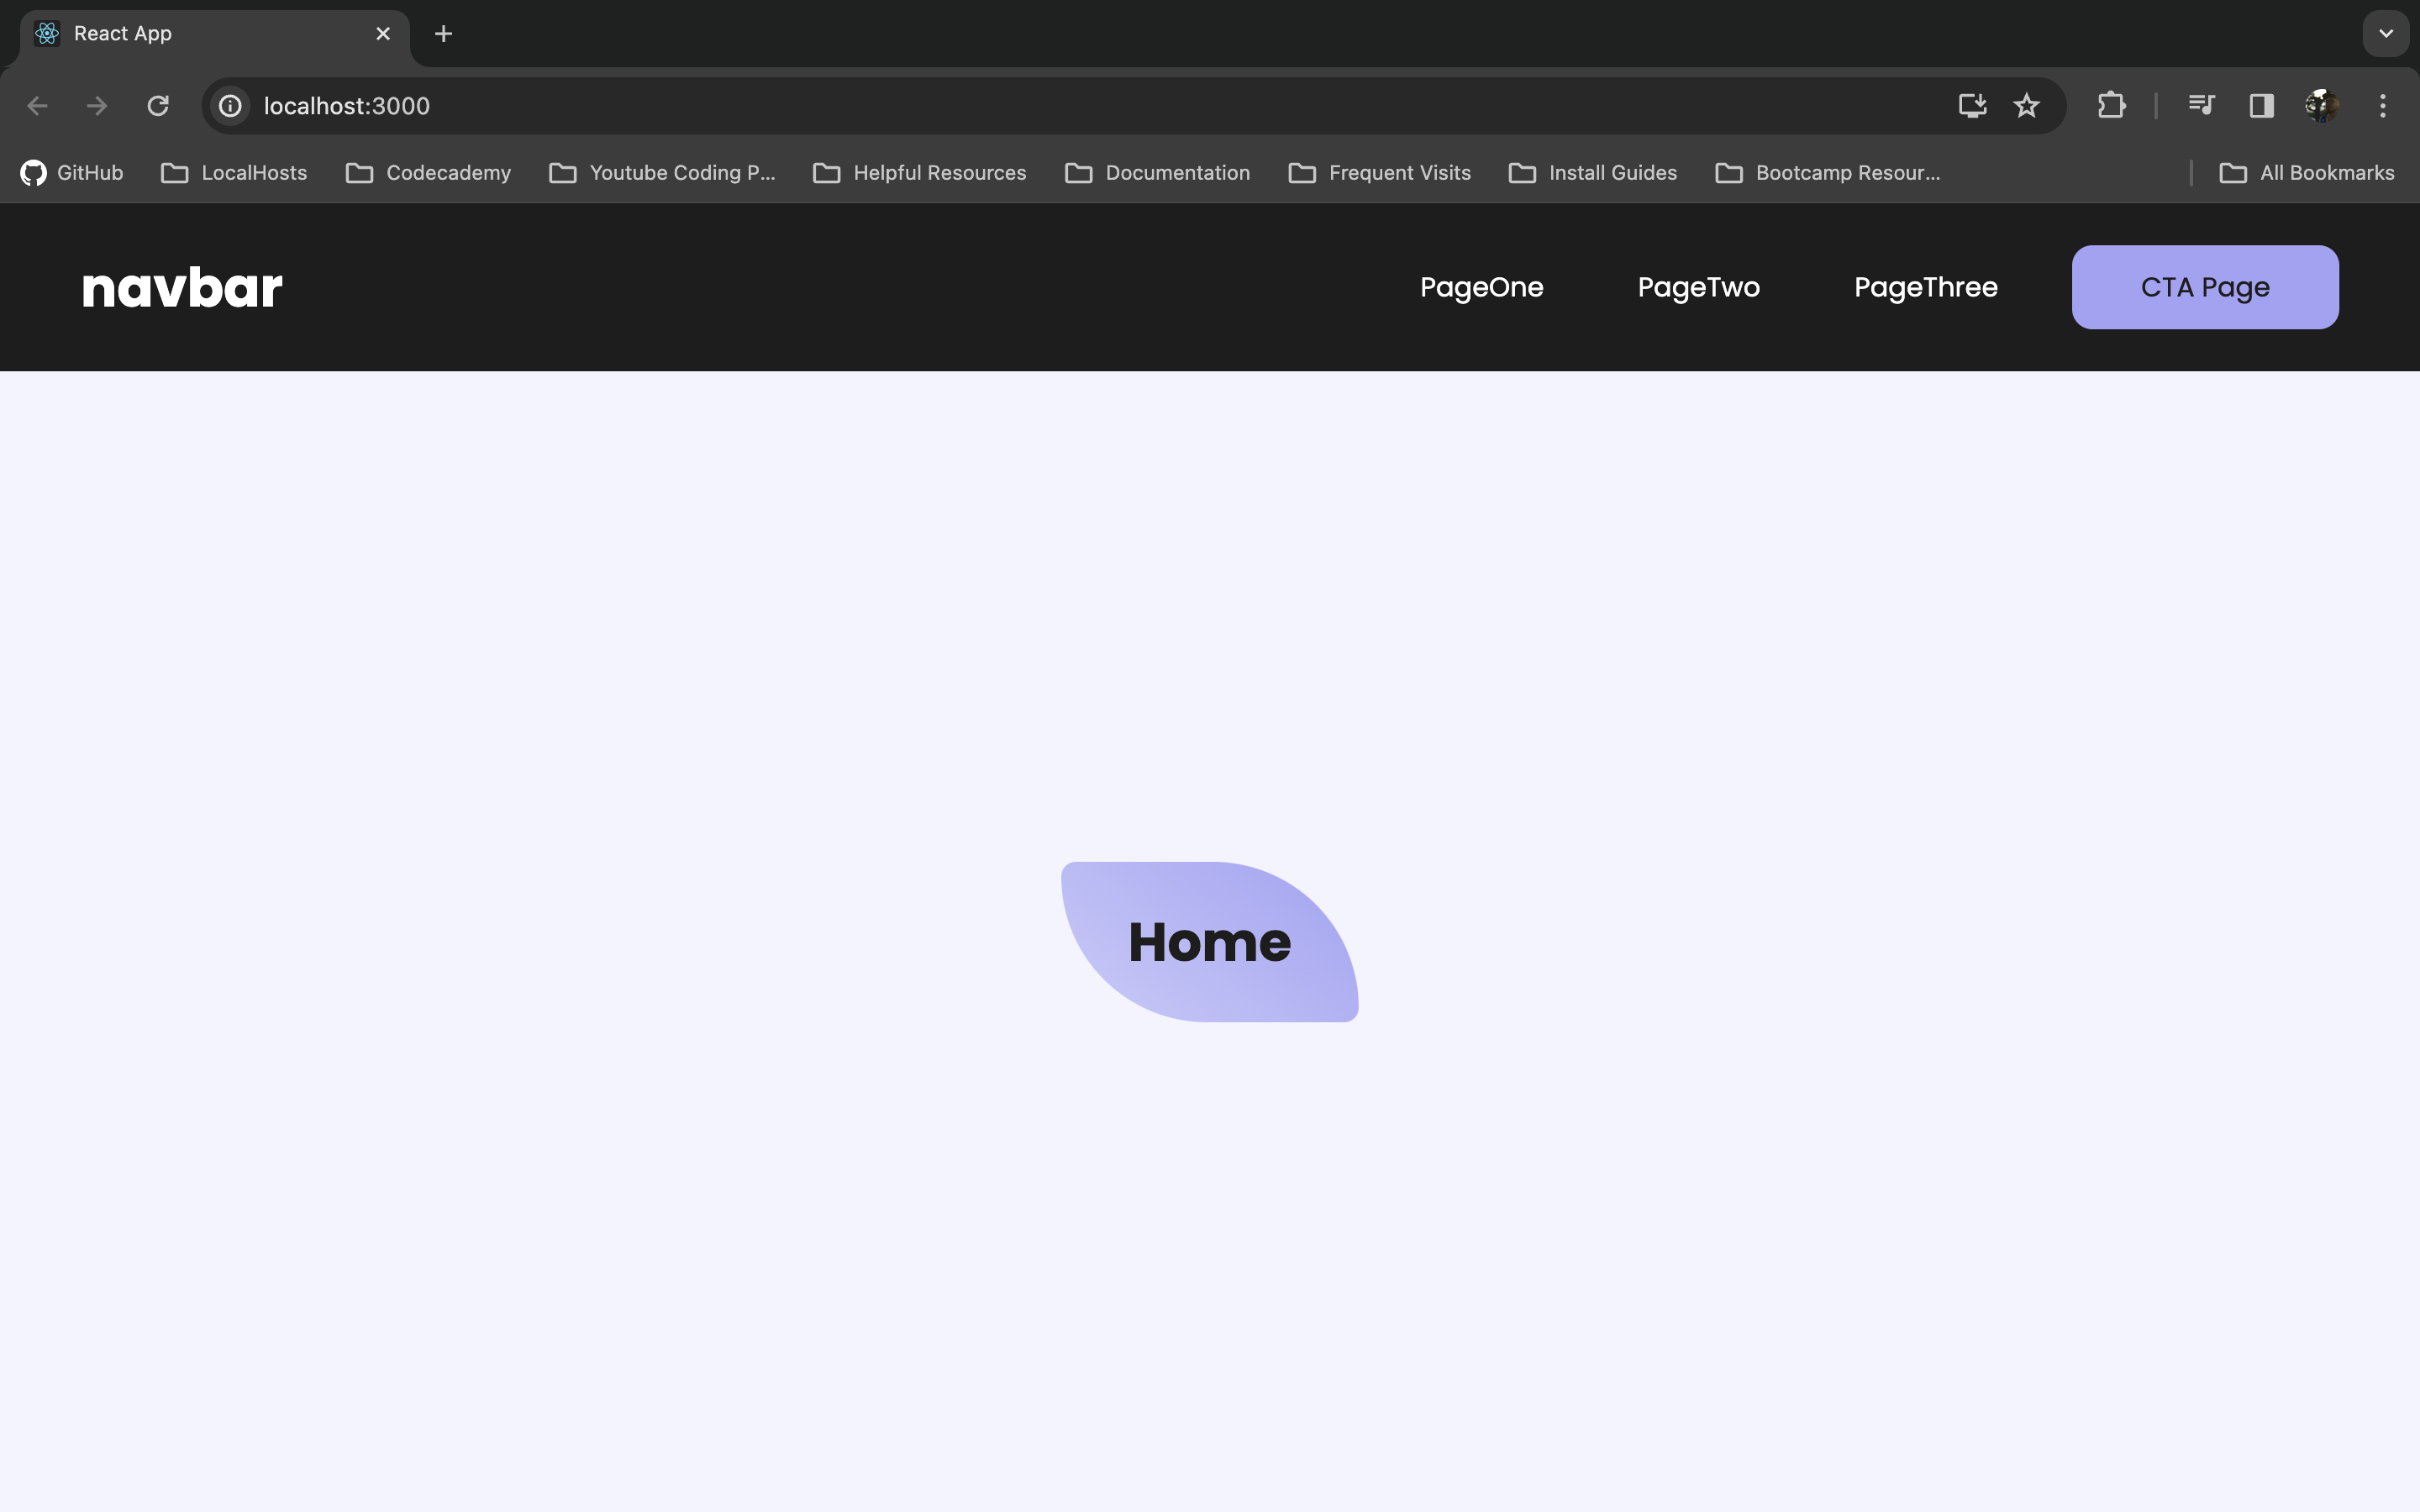 React App
localhost:3000
GitHub LocalHosts Codecademy Youtube Coding P... Helpful Resources Documentation Frequent Visits Install Guides Bootcamp Resour... All Bookmarks
navbar PageOne PageTwo PageThree CTA Page
Home